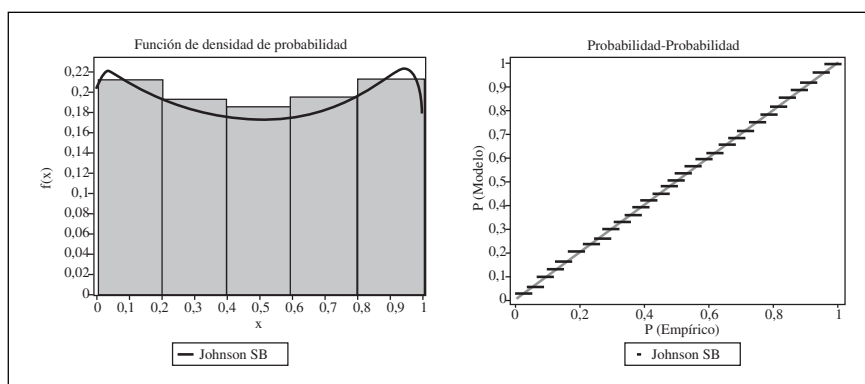 Función de densidad de probabilidad
f(x)
0,22
0,2
0,18
0,16
0,14
0,12
0,1
0,08
0,06
0,04
0,02
0
0 0,1 0,2 0,3 0,4 0,5 0,6 0,7 0,8 0,9 1
x
Johnson SB
Probabilidad-Probabilidad
P (Modelo)
1
0,9
0,8
0,7
0,6
0,5
0,4
0,3
0,2
0,1
0
0 0,2 0,4 0,6 0,8 1
P (Empírico)
Johnson SB